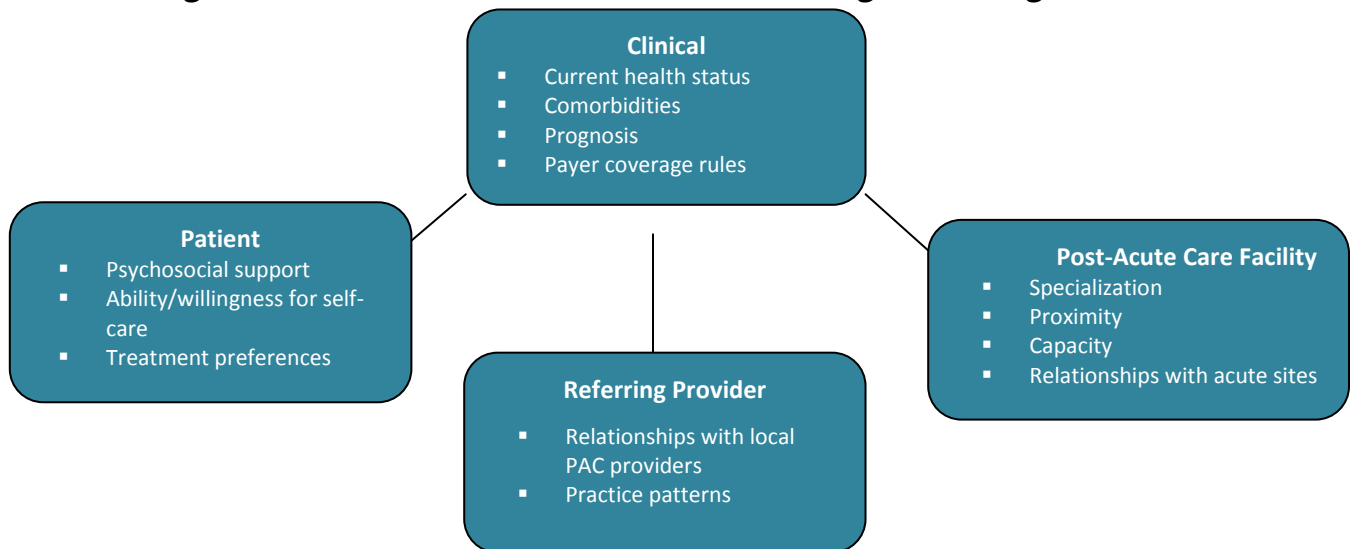 Clinical
▪ Current health status
▪ Comorbidities
▪ Prognosis
▪ Payer coverage rules
Patient
▪ Psychosocial support
▪ Ability/willingness for self-
care
▪ Treatment preferences
Post-Acute Care Facility
▪ Specialization
▪ Proximity
▪ Capacity
▪ Relationships with acute sites
Referring Provider
▪ Relationships with local
PAC providers
▪ Practice patterns